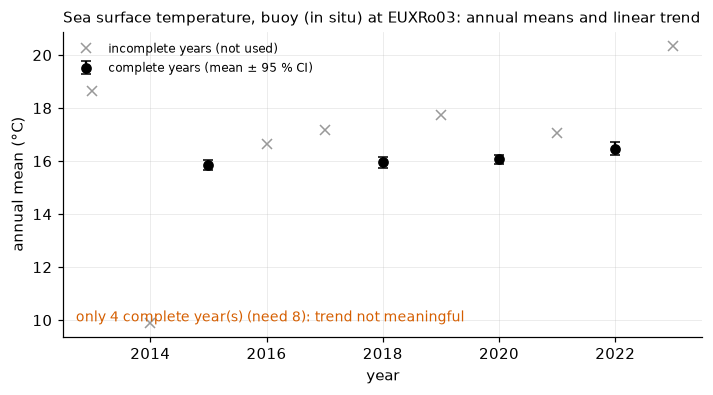 Sea surface temperature, buoy (in situ) at EUXRo03: annual means and linear trend
incomplete years (not used)
complete years (mean ± 95 % CI)
annual mean (°C)
20
18
16
14
12
10
only 4 complete year(s) (need 8): trend not meaningful
2014
2016
2018
2020
2022
year